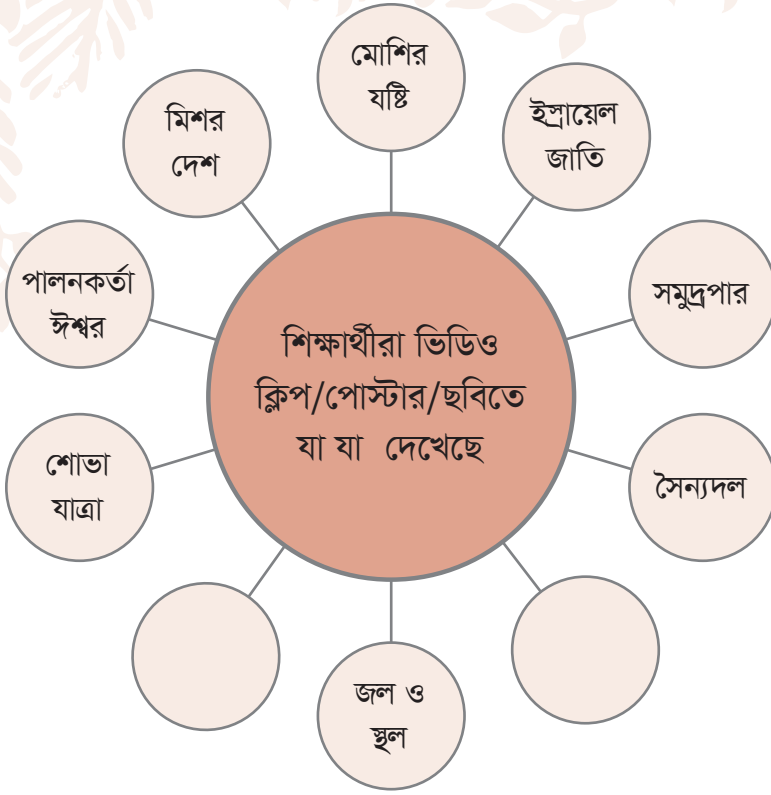 মোশির
যষ্টি
মিশর
দেশ
ইস্রায়েল
জাতি
পালনকর্তা
ঈশ্বর
সমুদ্রপার
শিক্ষার্থীরা ভিডিও
ক্লিপ/পোস্টার/ছবিতে
যা যা দেখেছে
শোভা
যাত্রা
সৈন্যদল
জল ও
স্থল